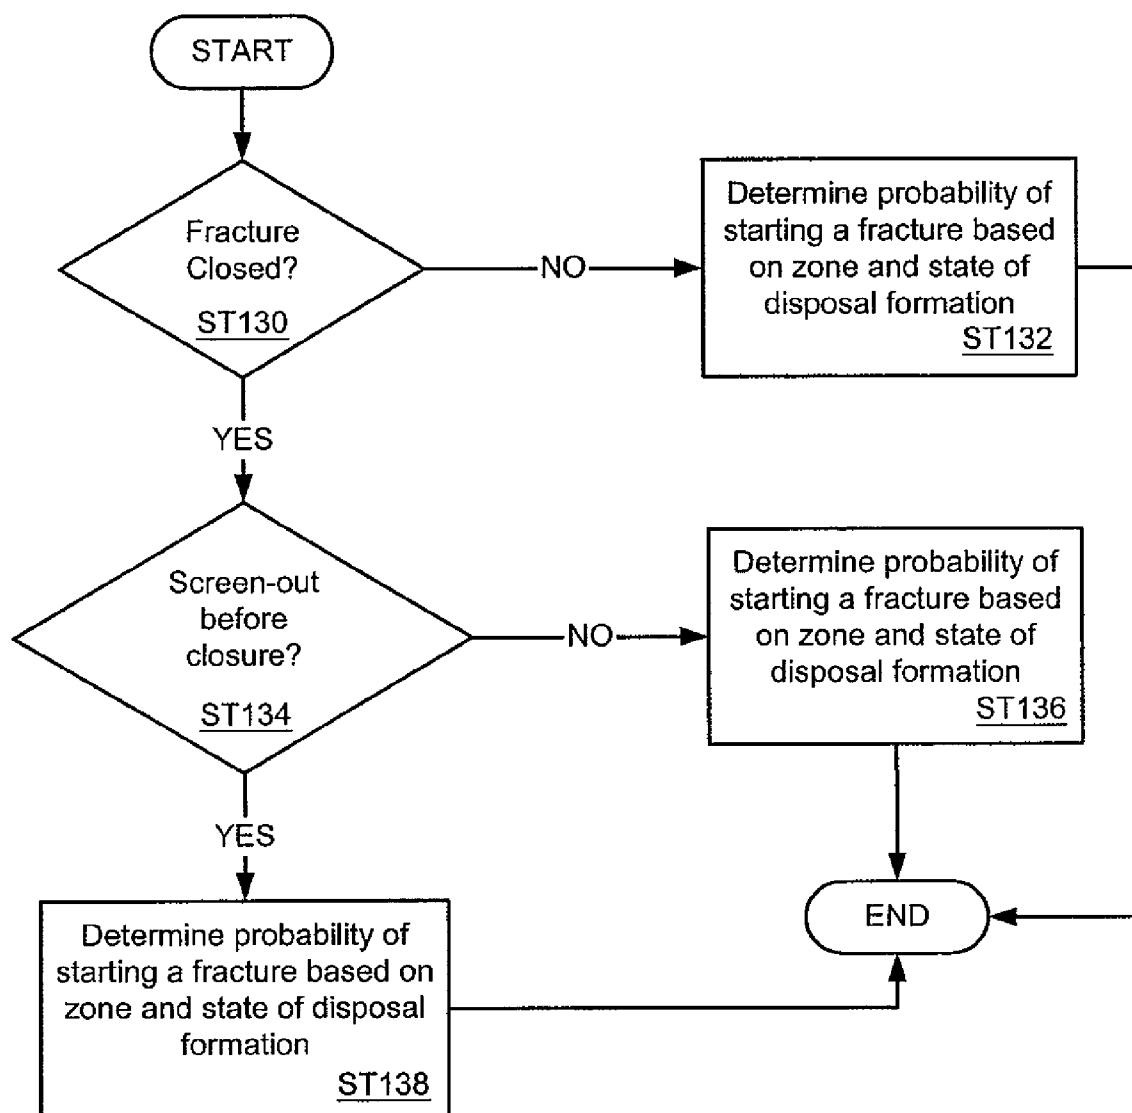 START
Fracture
Closed?
ST130
NO
Determine probability of
starting a fracture based
on zone and state of
disposal formation
ST132
YES
Screen-out
before
closure?
ST134
NO
Determine probability of
starting a fracture based
on zone and state of
disposal formation
ST136
YES
Determine probability of
starting a fracture based on
zone and state of disposal
formation
ST138
END